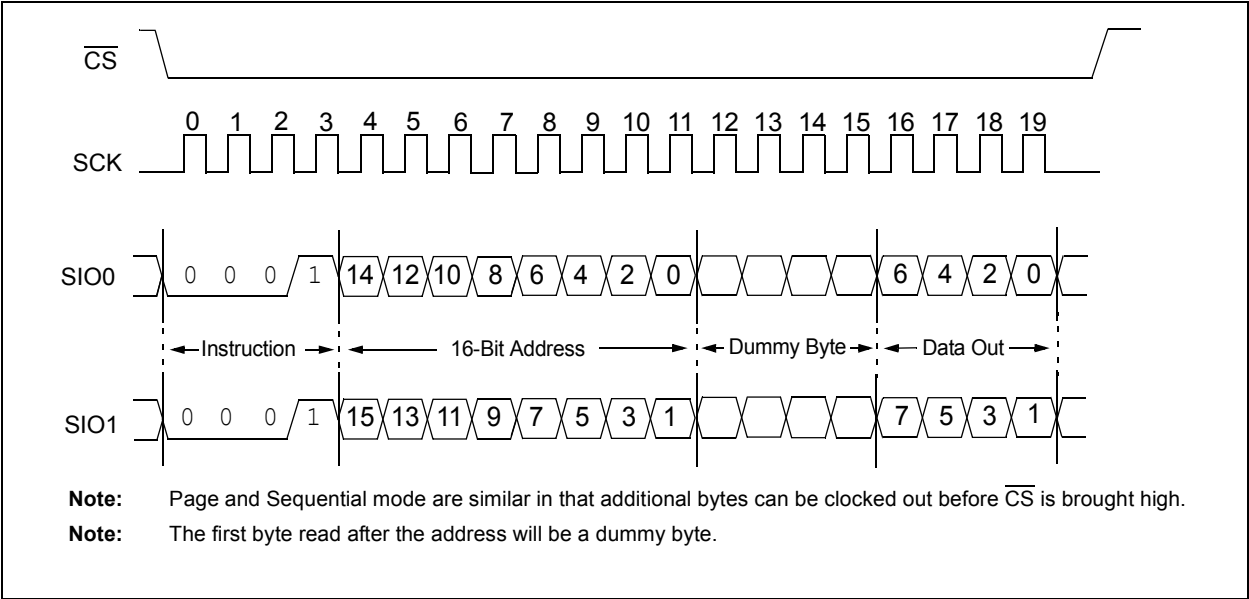 CS
0 1 2 3 4 5 6 7 8 9 10 11 12 13 14 15 16 17 18 19
SCK
SIO0 0 0 0 1 14 12 10 8 6 4 2 0 6 4 2 0
Instruction 16-Bit Address Dummy Byte Data Out
SIO1 0 0 0 1 15 13 11 9 7 5 3 1 7 5 3 1
Note: Page and Sequential mode are similar in that additional bytes can be clocked out before CS is brought high.
Note: The first byte read after the address will be a dummy byte.